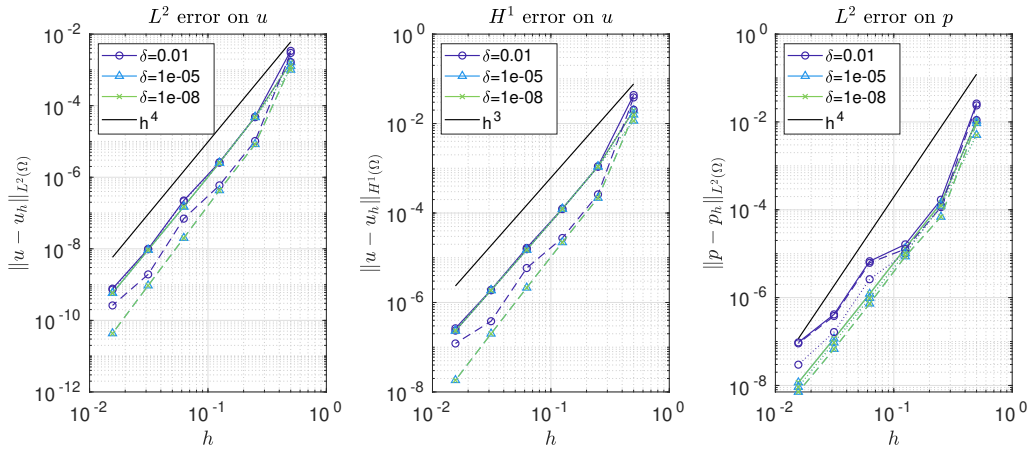 L² error on u
10⁻²
10⁻⁴
10⁻⁶
10⁻⁸
10⁻¹⁰
10⁻¹²
‖u − u_h‖_{L²(Ω)}
δ=0.01
δ=1e-05
δ=1e-08
h⁴
10⁻² 10⁻¹ 10⁰
h
H¹ error on u
10⁰
10⁻²
10⁻⁴
10⁻⁶
10⁻⁸
‖u − u_h‖_{H¹(Ω)}
δ=0.01
δ=1e-05
δ=1e-08
h³
10⁻² 10⁻¹ 10⁰
h
L² error on p
10⁰
10⁻²
10⁻⁴
10⁻⁶
10⁻⁸
‖p − p_h‖_{L²(Ω)}
δ=0.01
δ=1e-05
δ=1e-08
h⁴
10⁻² 10⁻¹ 10⁰
h